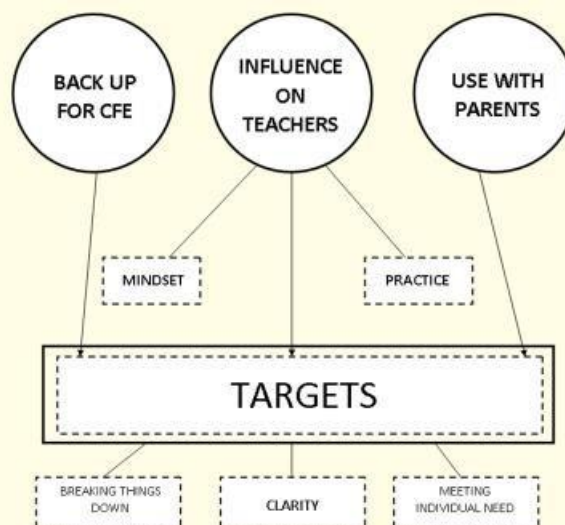 BACK UP
FOR CFE
INFLUENCE
ON
TEACHERS
USE WITH
PARENTS
MINDSET
PRACTICE
TARGETS
BREAKING THINGS
DOWN
CLARITY
MEETING
INDIVIDUAL NEED